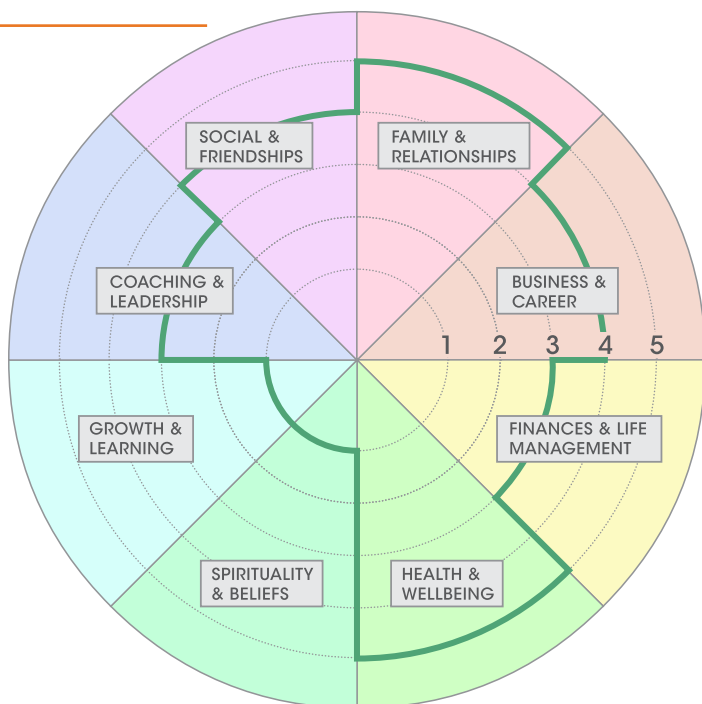 SOCIAL &
FRIENDSHIPS
FAMILY &
RELATIONSHIPS
COACHING &
LEADERSHIP
BUSINESS &
CAREER
1 2 3 4 5
GROWTH &
LEARNING
FINANCES & LIFE
MANAGEMENT
SPIRITUALITY
& BELIEFS
HEALTH &
WELLBEING